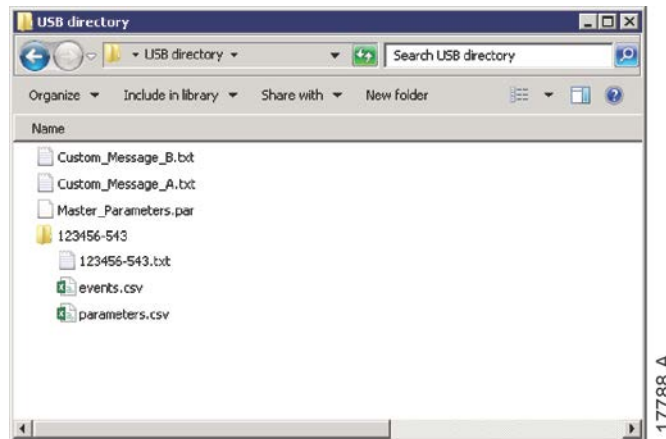 USB directory
USB directory
Search USB directory
Organize
Include in library
Share with
New folder
Name
Custom_Message_B.txt
Custom_Message_A.txt
Master_Parameters.par
123456-543
123456-543.txt
events.csv
parameters.csv
17788.A